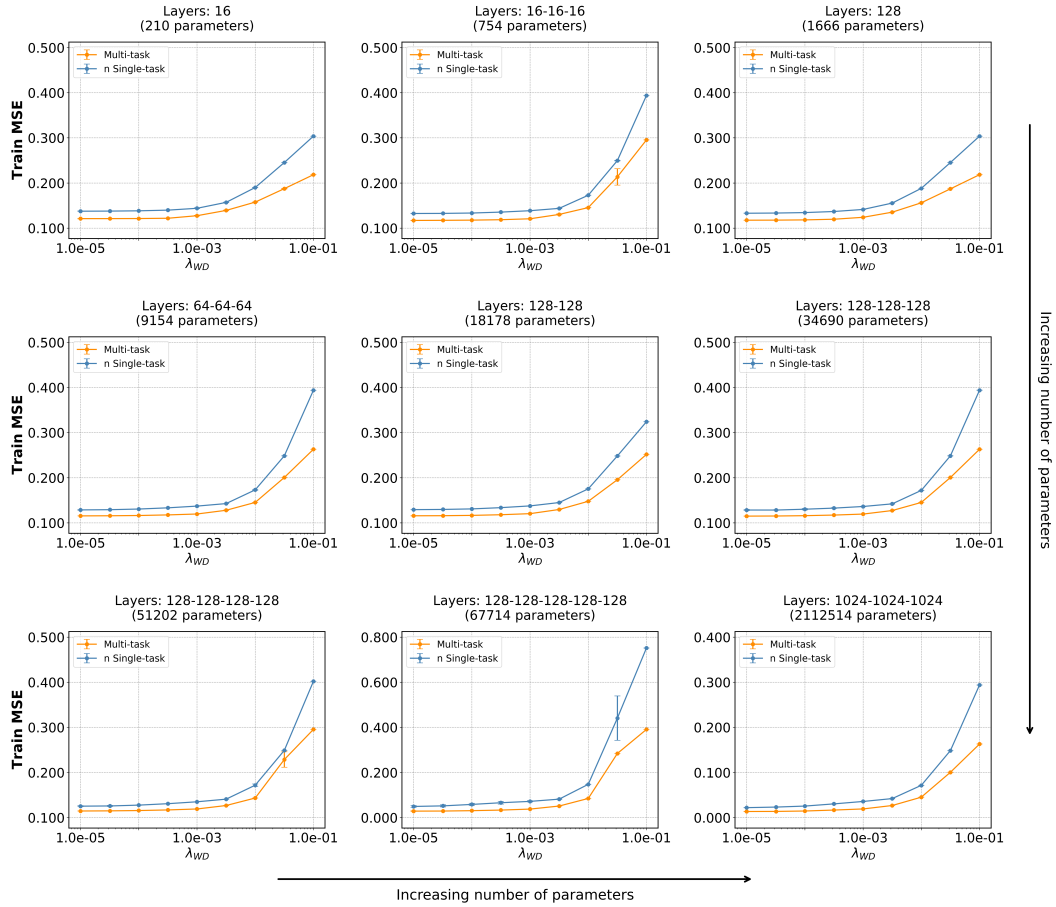 Layers: 16
(210 parameters)
Layers: 16-16-16
(754 parameters)
Layers: 128
(1666 parameters)
Train MSE
0.500
0.400
0.300
0.200
0.100
Multi-task
n Single-task
1.0e-05
1.0e-03
1.0e-01
λWD
0.500
0.400
0.300
0.200
0.100
Multi-task
n Single-task
1.0e-05
1.0e-03
1.0e-01
λWD
0.500
0.400
0.300
0.200
0.100
Multi-task
n Single-task
1.0e-05
1.0e-03
1.0e-01
λWD
Layers: 64-64-64
(9154 parameters)
Layers: 128-128
(18178 parameters)
Layers: 128-128-128
(34690 parameters)
Train MSE
0.500
0.400
0.300
0.200
0.100
Multi-task
n Single-task
1.0e-05
1.0e-03
1.0e-01
λWD
0.500
0.400
0.300
0.200
0.100
Multi-task
n Single-task
1.0e-05
1.0e-03
1.0e-01
λWD
0.500
0.400
0.300
0.200
0.100
Multi-task
n Single-task
1.0e-05
1.0e-03
1.0e-01
λWD
Layers: 128-128-128-128
(51202 parameters)
Layers: 128-128-128-128-128
(67714 parameters)
Layers: 1024-1024-1024
(2112514 parameters)
Train MSE
0.500
0.400
0.300
0.200
0.100
Multi-task
n Single-task
1.0e-05
1.0e-03
1.0e-01
λWD
0.800
0.600
0.400
0.200
0.000
Multi-task
n Single-task
1.0e-05
1.0e-03
1.0e-01
λWD
0.400
0.300
0.200
0.100
0.000
Multi-task
n Single-task
1.0e-05
1.0e-03
1.0e-01
λWD
Increasing number of parameters
Increasing number of parameters